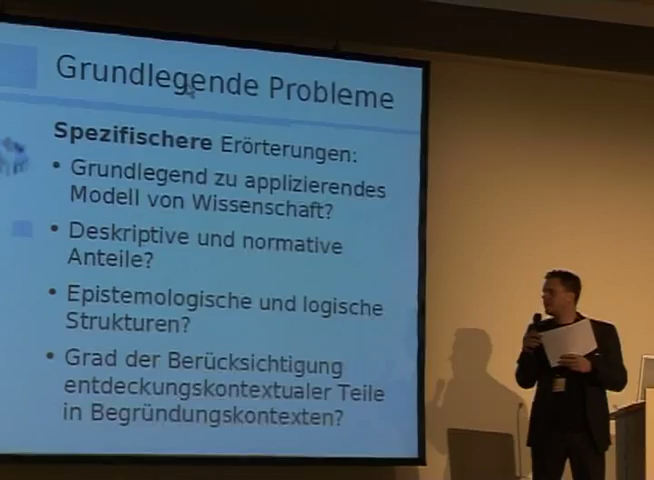 Grundlegende Probleme
Spezifischere Erörterungen:
• Grundlegend zu applizierendes
Modell von Wissenschaft?
• Deskriptive und normative
Anteile?
• Epistemologische und logische
Strukturen?
• Grad der Berücksichtigung
entdeckungskontextualer Teile
in Begründungskontexten?